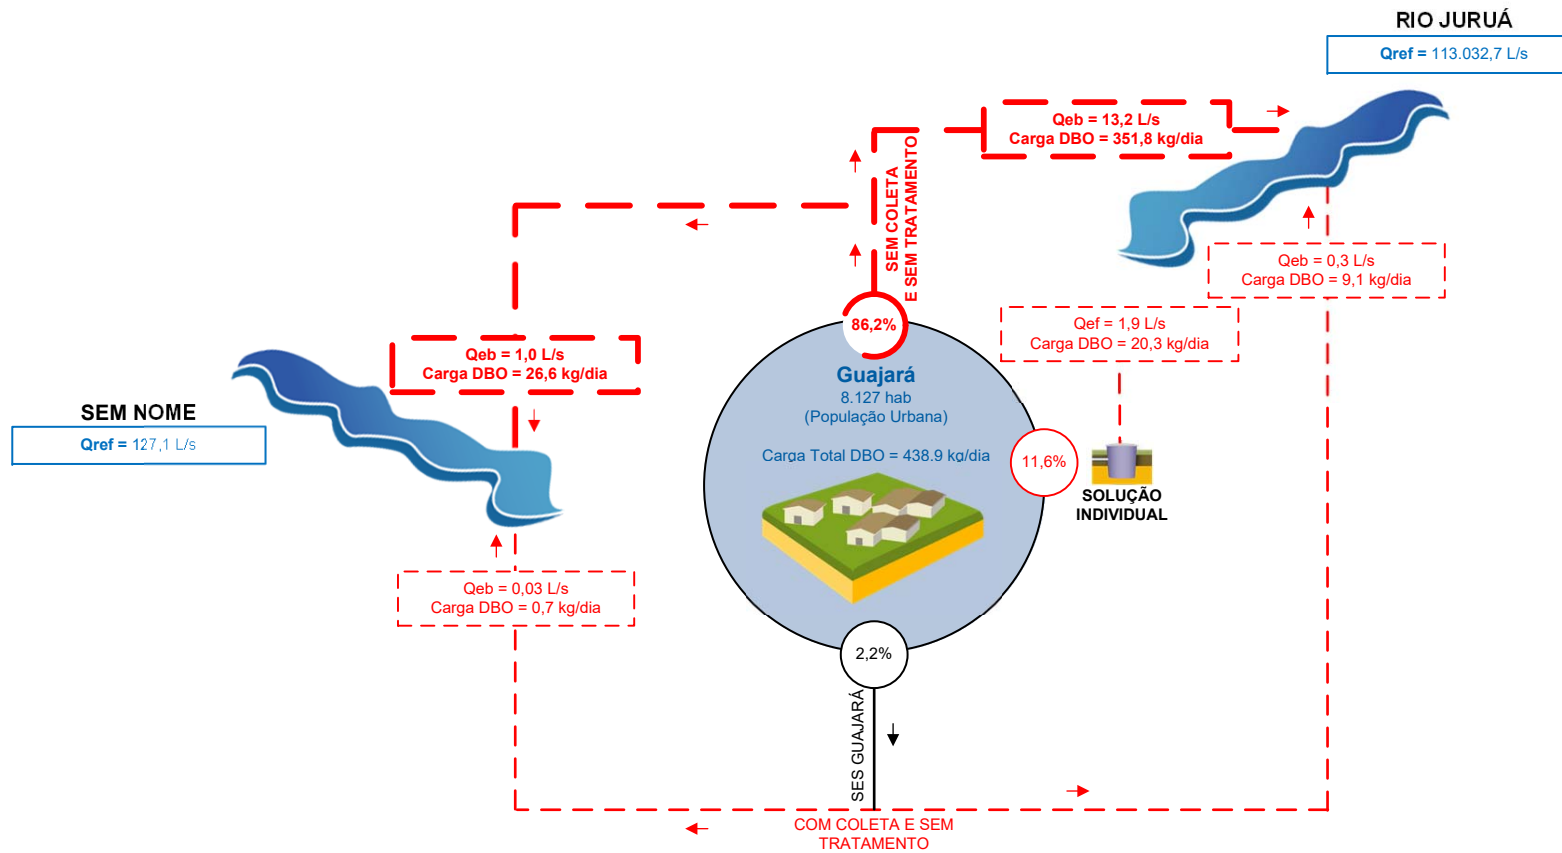 RIO JURUÁ
Qref = 113.032,7 L/s
Qeb = 13,2 L/s
Carga DBO = 351,8 kg/dia
SEM COLETA
E SEM TRATAMENTO
Qeb = 0,3 L/s
Carga DBO = 9,1 kg/dia
86,2%
Qef = 1,9 L/s
Carga DBO = 20,3 kg/dia
Qeb = 1,0 L/s
Carga DBO = 26,6 kg/dia
Guajará
8.127 hab
(População Urbana)
Carga Total DBO = 438.9 kg/dia
SEM NOME
Qref = 127,1 L/s
11,6%
SOLUÇÃO
INDIVIDUAL
Qeb = 0,03 L/s
Carga DBO = 0,7 kg/dia
2,2%
SES GUAJARÁ
COM COLETA E SEM
TRATAMENTO